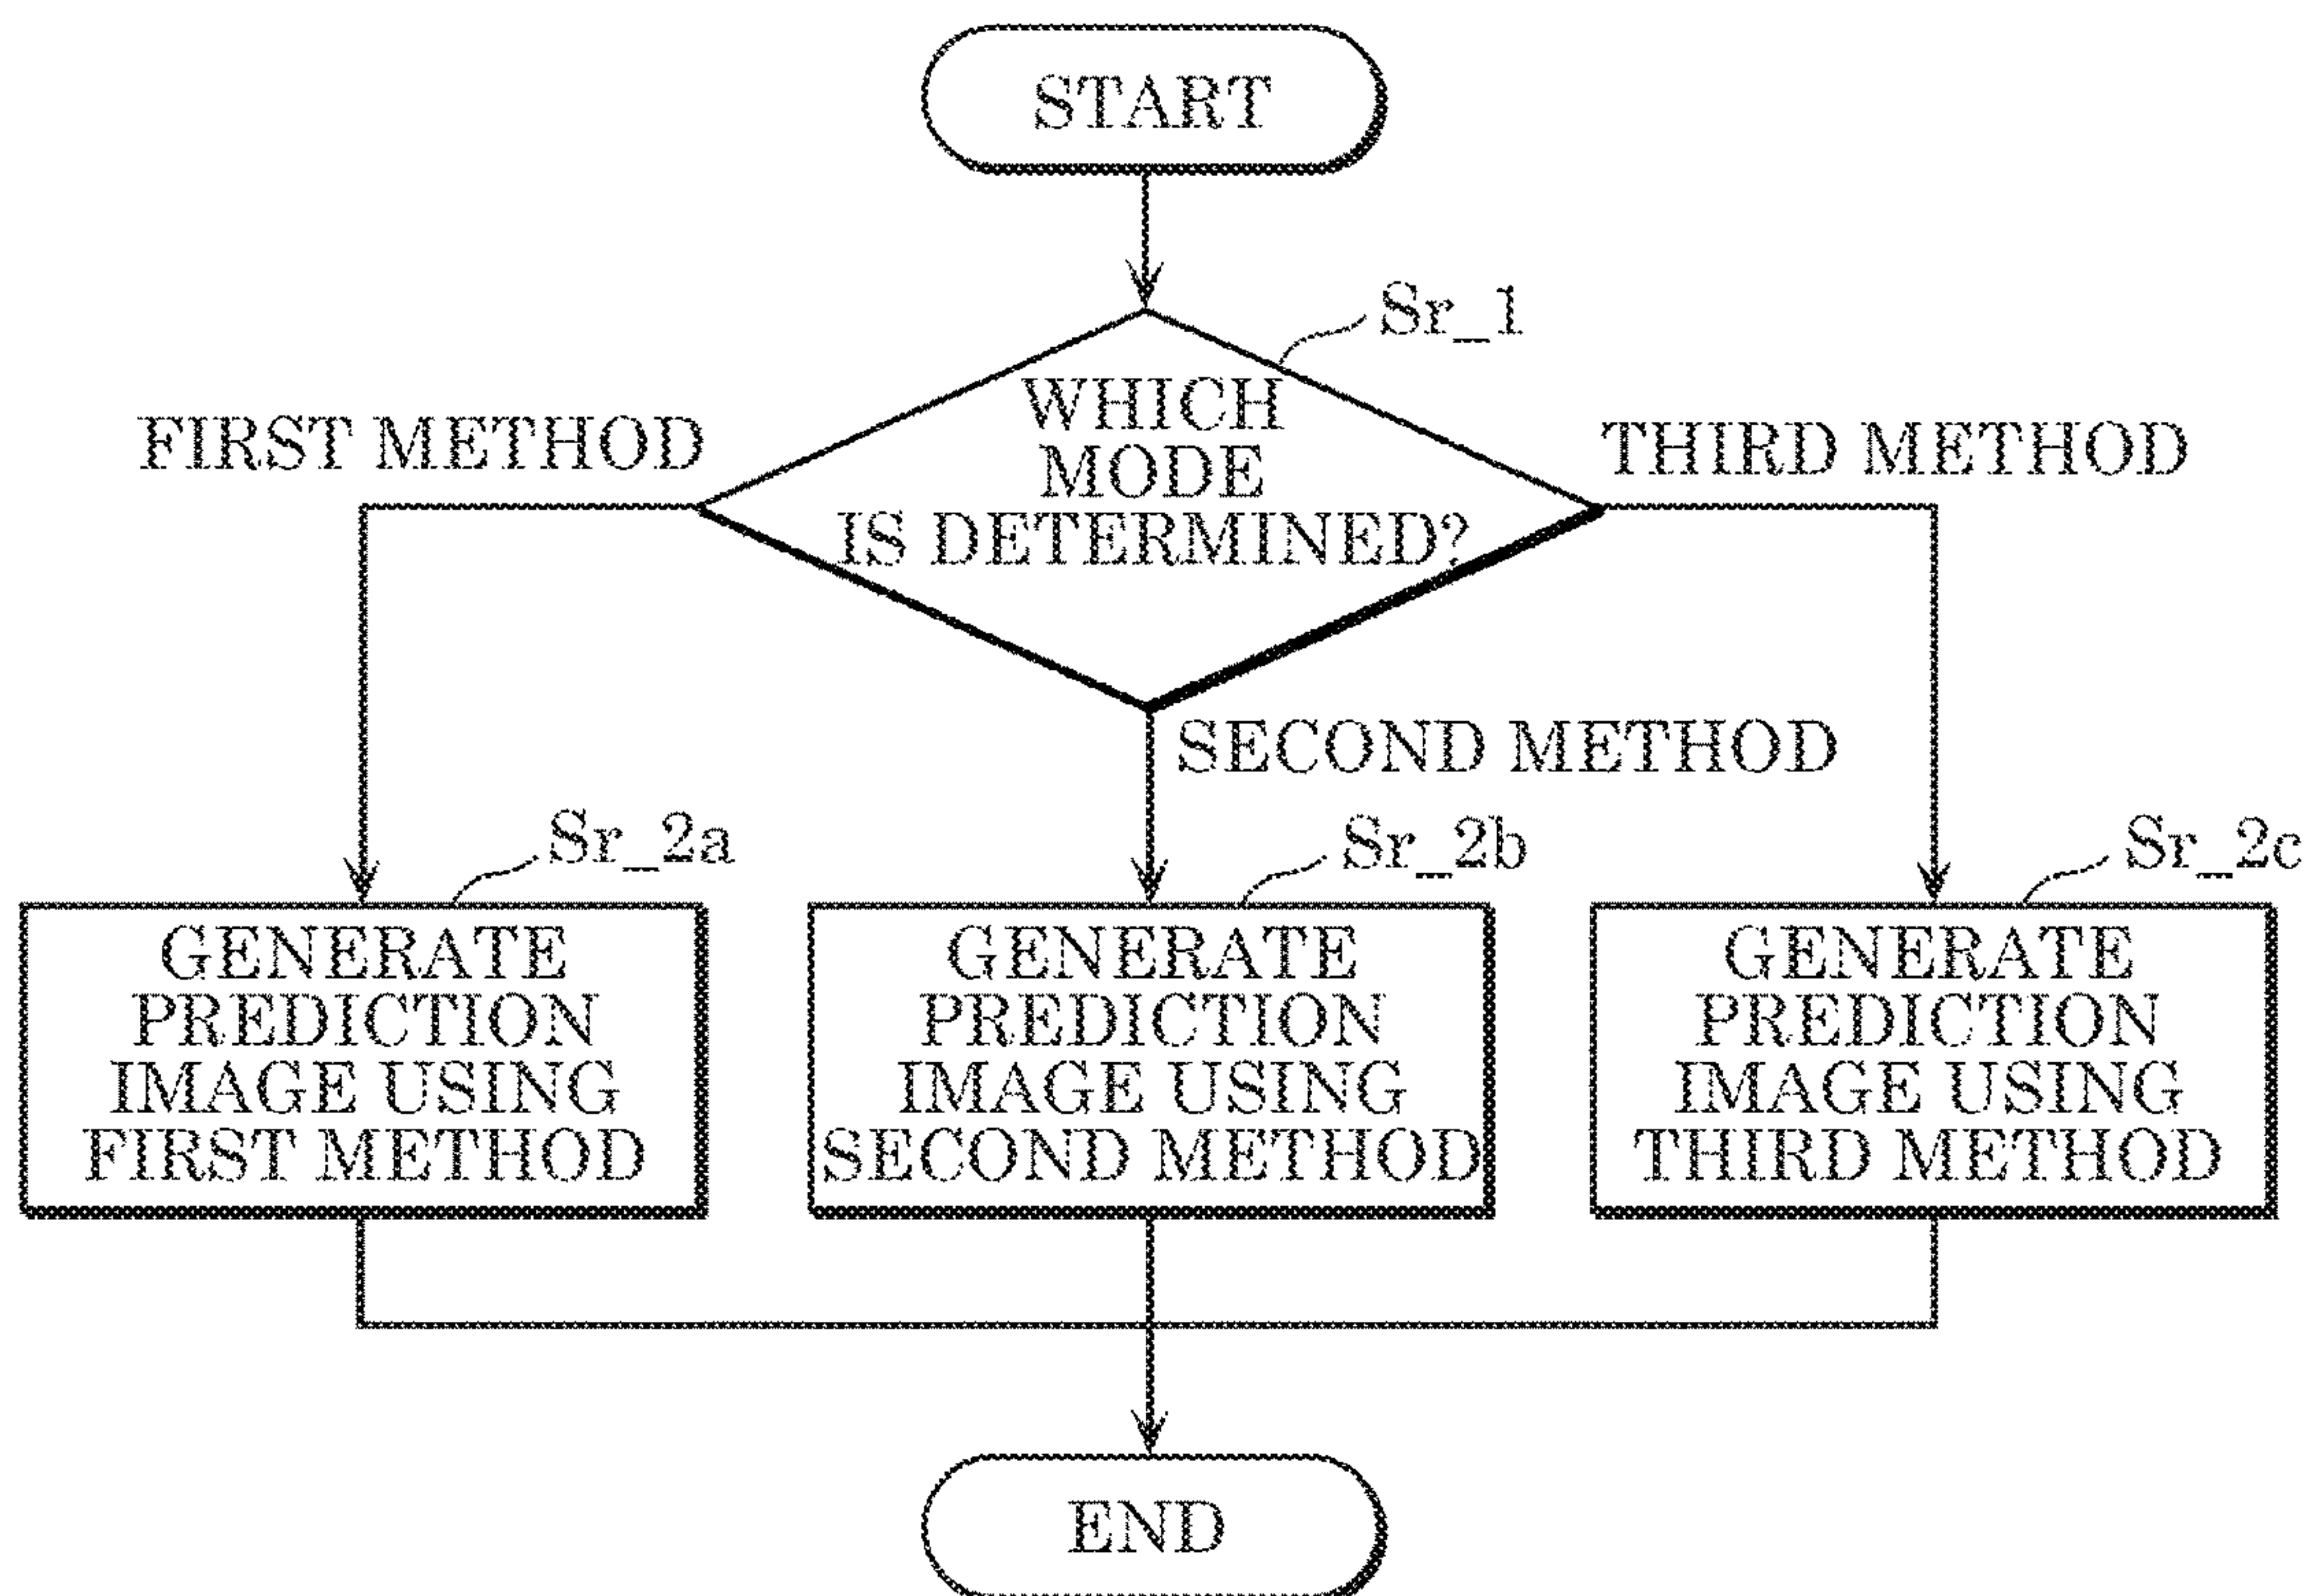 START
Sr_1
WHICH
MODE
IS DETERMINED?
FIRST METHOD
THIRD METHOD
SECOND METHOD
Sr_2a
GENERATE
PREDICTION
IMAGE USING
FIRST METHOD
Sr_2b
GENERATE
PREDICTION
IMAGE USING
SECOND METHOD
Sr_2c
GENERATE
PREDICTION
IMAGE USING
THIRD METHOD
END